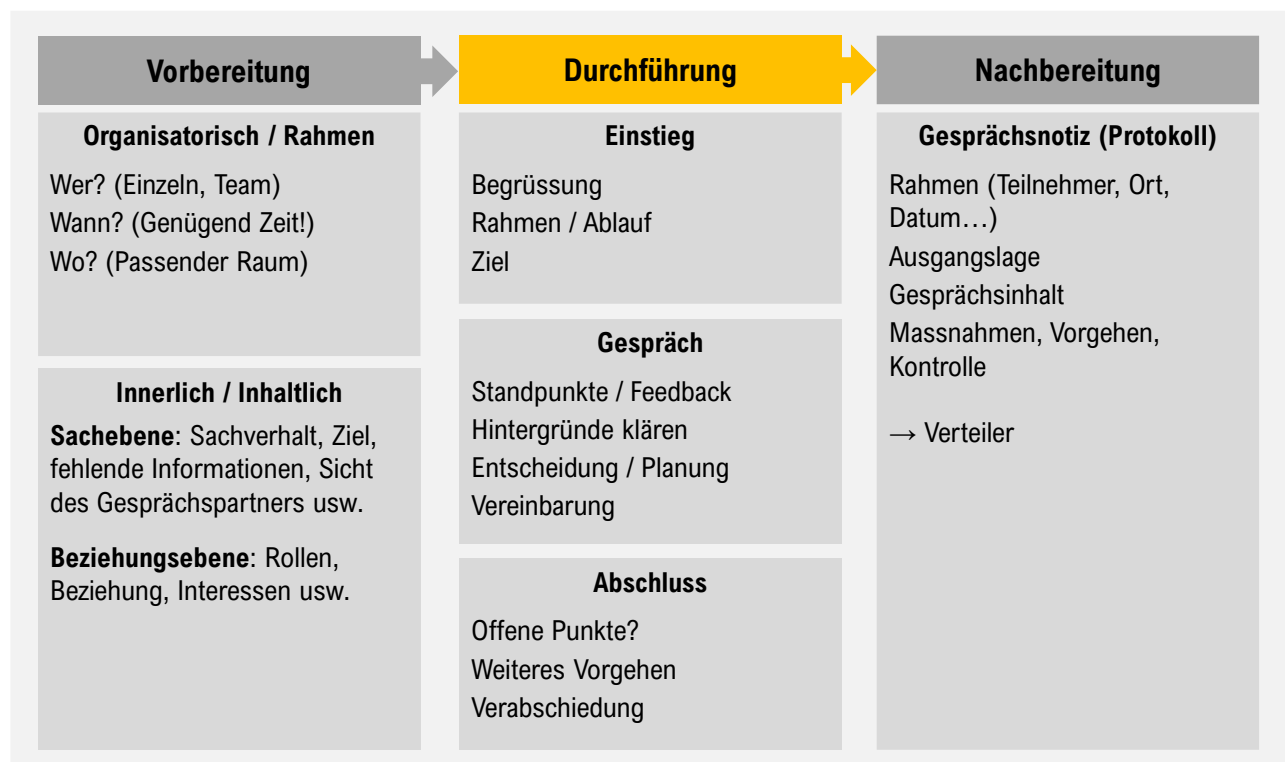 Vorbereitung
Organisatorisch / Rahmen
Wer? (Einzeln, Team)
Wann? (Genügend Zeit!)
Wo? (Passender Raum)
Innerlich / Inhaltlich
Sachebene: Sachverhalt, Ziel,
fehlende Informationen, Sicht
des Gesprächspartners usw.
Beziehungsebene: Rollen,
Beziehung, Interessen usw.
Durchführung
Einstieg
Begrüssung
Rahmen / Ablauf
Ziel
Gespräch
Standpunkte / Feedback
Hintergründe klären
Entscheidung / Planung
Vereinbarung
Abschluss
Offene Punkte?
Weiteres Vorgehen
Verabschiedung
Nachbereitung
Gesprächsnotiz (Protokoll)
Rahmen (Teilnehmer, Ort,
Datum…)
Ausgangslage
Gesprächsinhalt
Massnahmen, Vorgehen,
Kontrolle
→ Verteiler